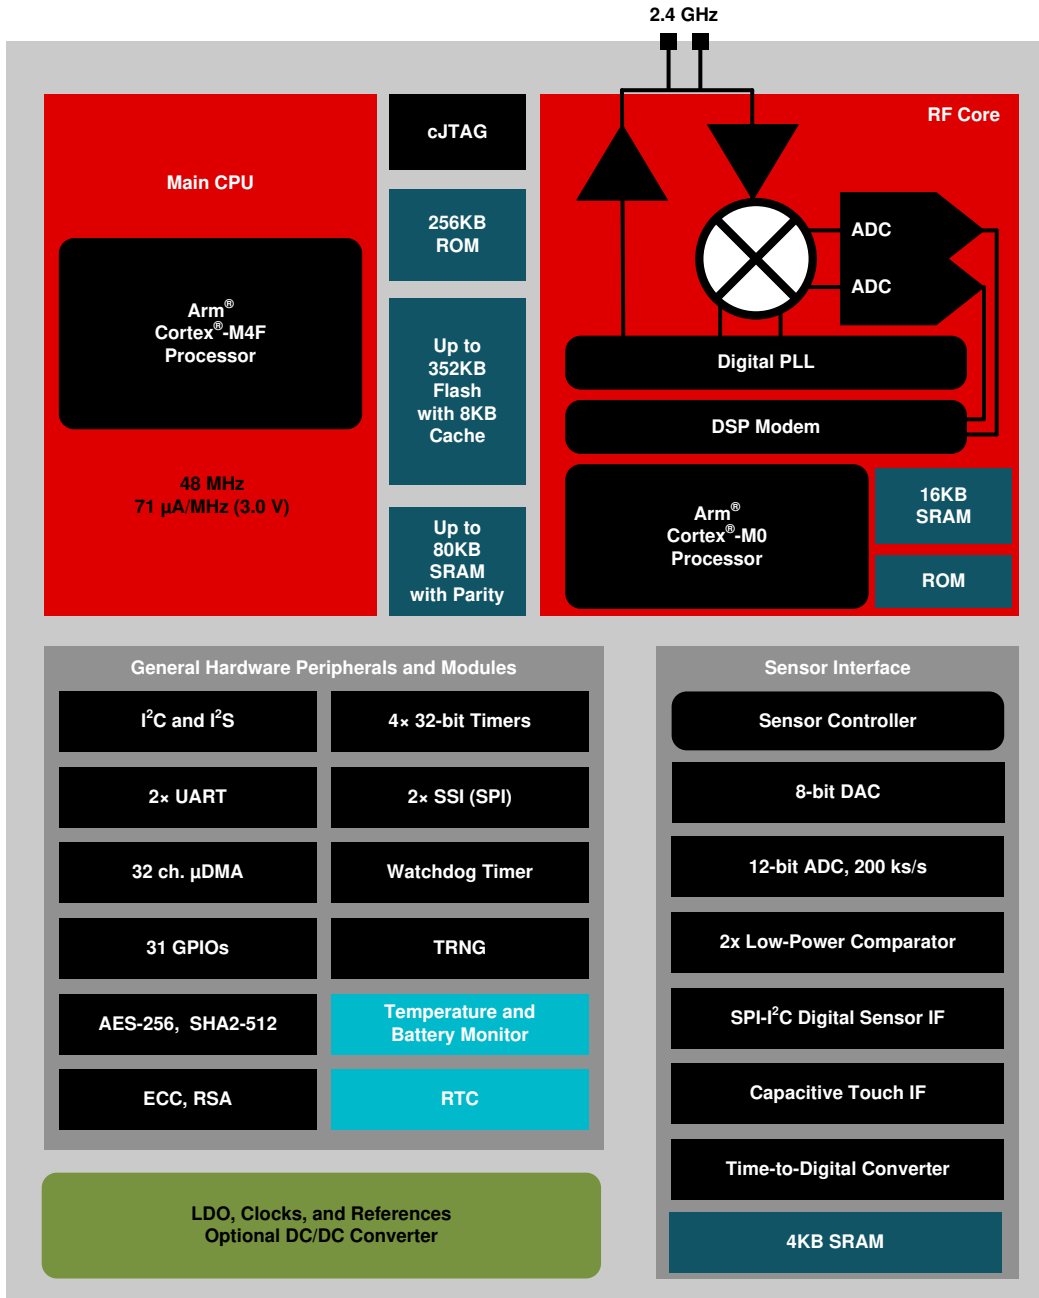 2.4 GHz
Main CPU
Arm®
Cortex®-M4F
Processor
48 MHz
71 µA/MHz (3.0 V)
cJTAG
256KB
ROM
Up to
352KB
Flash
with 8KB
Cache
Up to
80KB
SRAM
with Parity
RF Core
ADC
ADC
Digital PLL
DSP Modem
Arm®
Cortex®-M0
Processor
16KB
SRAM
ROM
General Hardware Peripherals and Modules
I²C and I²S
4× 32-bit Timers
2× UART
2× SSI (SPI)
32 ch. µDMA
Watchdog Timer
31 GPIOs
TRNG
AES-256, SHA2-512
Temperature and
Battery Monitor
ECC, RSA
RTC
LDO, Clocks, and References
Optional DC/DC Converter
Sensor Interface
Sensor Controller
8-bit DAC
12-bit ADC, 200 ks/s
2x Low-Power Comparator
SPI-I²C Digital Sensor IF
Capacitive Touch IF
Time-to-Digital Converter
4KB SRAM